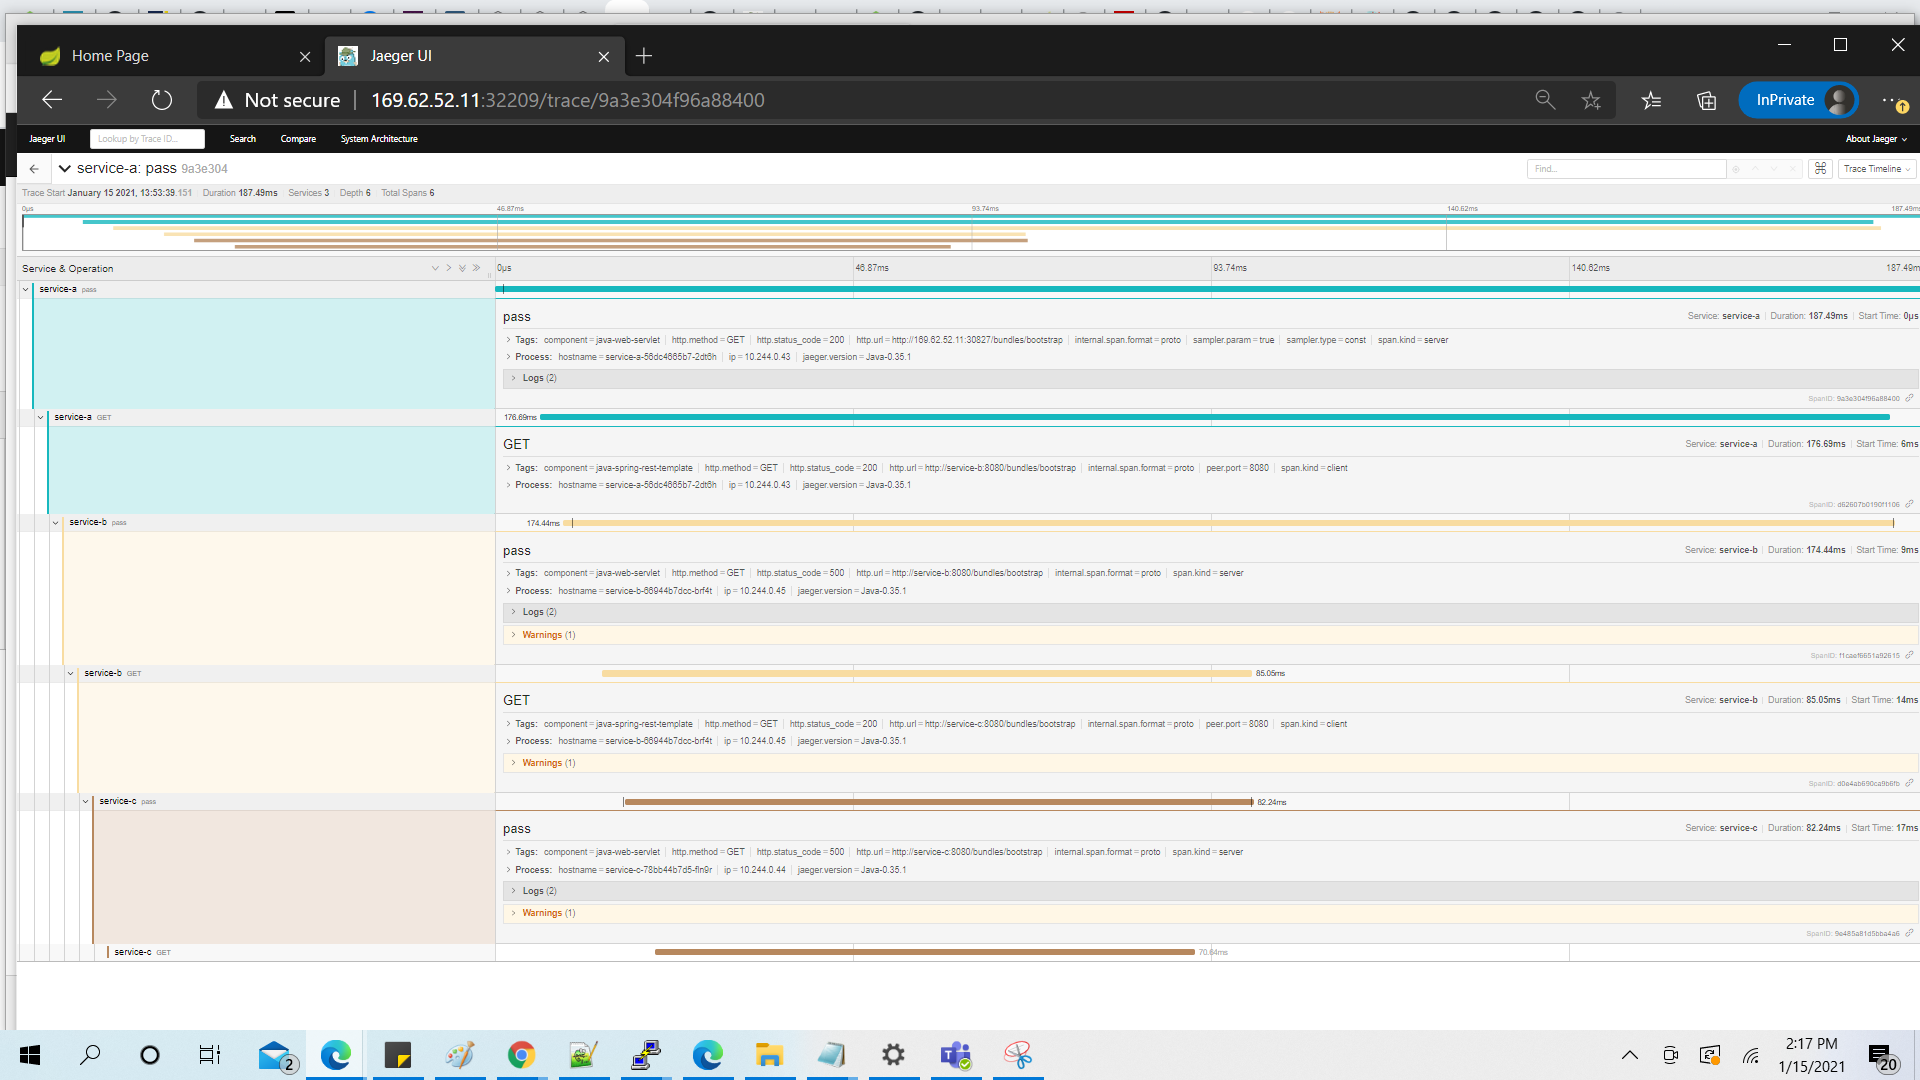 Home Page
Jaeger UI
Not secure
169.62.52.11:32209/trace/9a3e304f96a88400
InPrivate
Jaeger UI
Lookup by Trace ID...
Search
Compare
System Architecture
About Jaeger
service-a: pass 9a3e304
Find...
Trace Timeline
Trace Start January 15 2021, 13:53:39.151 Duration 187.49ms Services 3 Depth 6 Total Spans 6
0μs 46.87ms 93.74ms 140.62ms 187.49ms
Service & Operation
0μs 46.87ms 93.74ms 140.62ms 187.49m
service-a pass
pass
Service: service-a Duration: 187.49ms Start Time: 0μs
Tags: component = java-web-servlet http.method = GET http.status_code = 200 http.url = http://169.62.52.11:30827/bundles/bootstrap internal.span.format = proto sampler.param = true sampler.type = const span.kind = server
Process: hostname = service-a-56dc4665b7-2dt6h ip = 10.244.0.43 jaeger.version = Java-0.35.1
Logs (2)
SpanID: 9a3e304f96a88400
service-a GET
176.69ms
GET
Service: service-a Duration: 176.69ms Start Time: 6ms
Tags: component = java-spring-rest-template http.method = GET http.status_code = 200 http.url = http://service-b:8080/bundles/bootstrap internal.span.format = proto peer.port = 8080 span.kind = client
Process: hostname = service-a-56dc4665b7-2dt6h ip = 10.244.0.43 jaeger.version = Java-0.35.1
SpanID: d62607b0190f1106
service-b pass
174.44ms
pass
Service: service-b Duration: 174.44ms Start Time: 9ms
Tags: component = java-web-servlet http.method = GET http.status_code = 500 http.url = http://service-b:8080/bundles/bootstrap internal.span.format = proto span.kind = server
Process: hostname = service-b-66944b7dcc-brf4t ip = 10.244.0.45 jaeger.version = Java-0.35.1
Logs (2)
Warnings (1)
SpanID: f1caef6651a92615
service-b GET
85.05ms
GET
Service: service-b Duration: 85.05ms Start Time: 14ms
Tags: component = java-spring-rest-template http.method = GET http.status_code = 200 http.url = http://service-c:8080/bundles/bootstrap internal.span.format = proto peer.port = 8080 span.kind = client
Process: hostname = service-b-66944b7dcc-brf4t ip = 10.244.0.45 jaeger.version = Java-0.35.1
Warnings (1)
SpanID: d0e4ab690ca9b6fb
service-c pass
82.24ms
pass
Service: service-c Duration: 82.24ms Start Time: 17ms
Tags: component = java-web-servlet http.method = GET http.status_code = 500 http.url = http://service-c:8080/bundles/bootstrap internal.span.format = proto span.kind = server
Process: hostname = service-c-78bb44b7d5-fln9r ip = 10.244.0.44 jaeger.version = Java-0.35.1
Logs (2)
Warnings (1)
SpanID: 9e485a81d5bba4a6
service-c GET
70.64ms
2
2:17 PM
1/15/2021
20